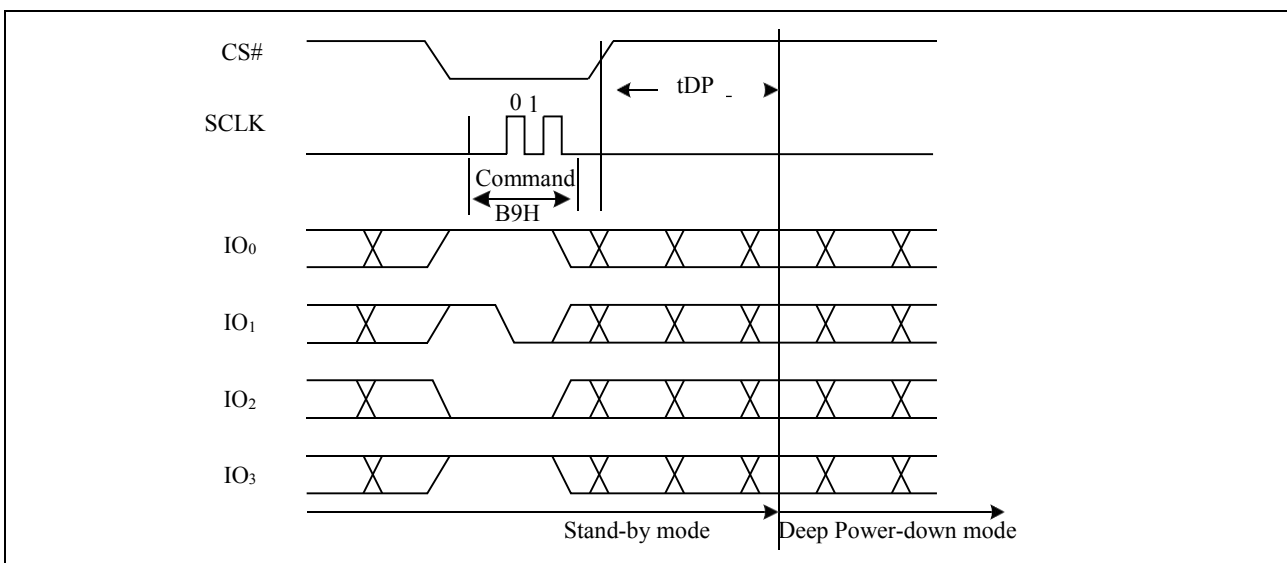 CS#
tDP
0 1
SCLK
Command
B9H
IO0
IO1
IO2
IO3
Stand-by mode
Deep Power-down mode